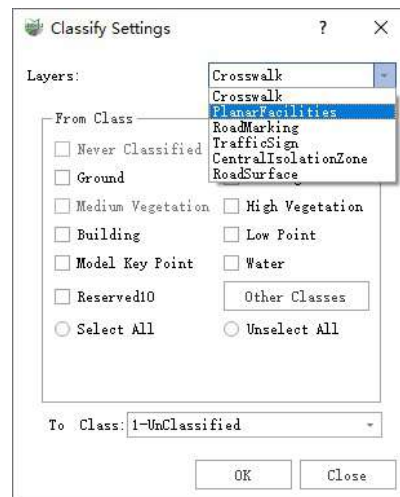 Classify Settings ? ×
Layers: Crosswalk
Crosswalk
PlanarFacilities
RoadMarking
TrafficSign
CentralIsolationZone
RoadSurface
From Class
Never Classified
Ground
Medium Vegetation High Vegetation
Building Low Point
Model Key Point Water
Reserved10 Other Classes
Select All Unselect All
To Class: 1-UnClassified
OK Close